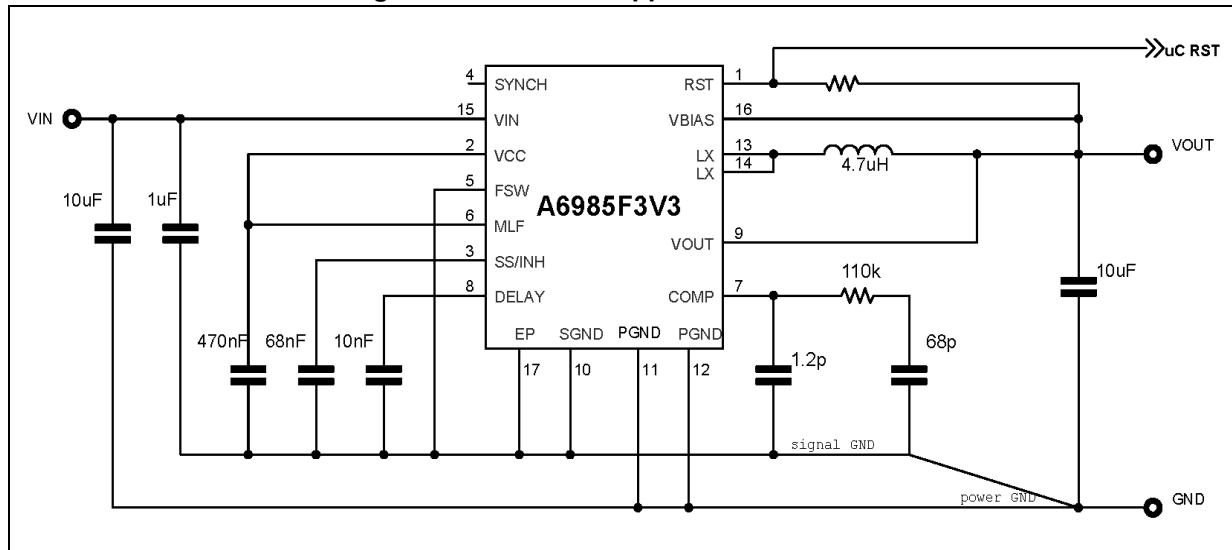 uC RST
4
SYNCH
RST
1
VIN
15
VIN
VBIAS
16
2
VCC
LX
13
VOUT
LX
14
4.7uH
5
FSW
10uF
1uF
A6985F3V3
6
MLF
VOUT
9
3
SS/INH
110k
10uF
8
DELAY
COMP
7
EP
SGND
PGND
PGND
470nF
68nF
10nF
17
10
11
12
1.2p
68p
signal GND
power GND
GND